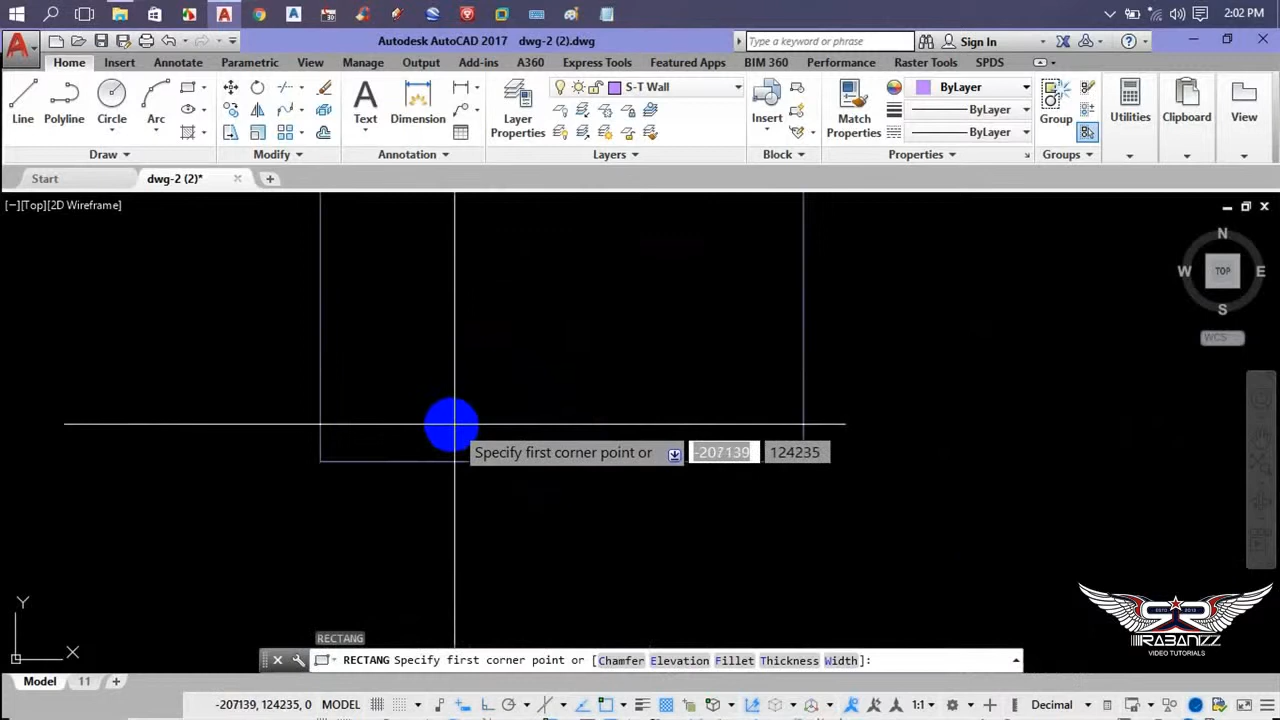 2:02 PM
Autodesk AutoCAD 2017 dwg-2 (2).dwg
Type a keyword or phrase
Sign In
Home Insert Annotate Parametric View Manage Output Add-ins A360 Express Tools Featured Apps BIM 360 Performance Raster Tools SPDS
Line Polyline Circle Arc
Text Dimension
Layer Properties
S-T Wall
Insert
Match Properties
ByLayer
ByLayer
ByLayer
Group
Utilities Clipboard View
Draw Modify Annotation Layers Block Properties Groups
Start dwg-2 (2)*
[−][Top][2D Wireframe]
N
W TOP E
S
WCS
Specify first corner point or -207139 124235
Y
X
RECTANG
RECTANG Specify first corner point or [Chamfer Elevation Fillet Thickness Width]:
RABANIZZ
VIDEO TUTORIALS
Model 11
-207139, 124235, 0 MODEL 1:1 Decimal